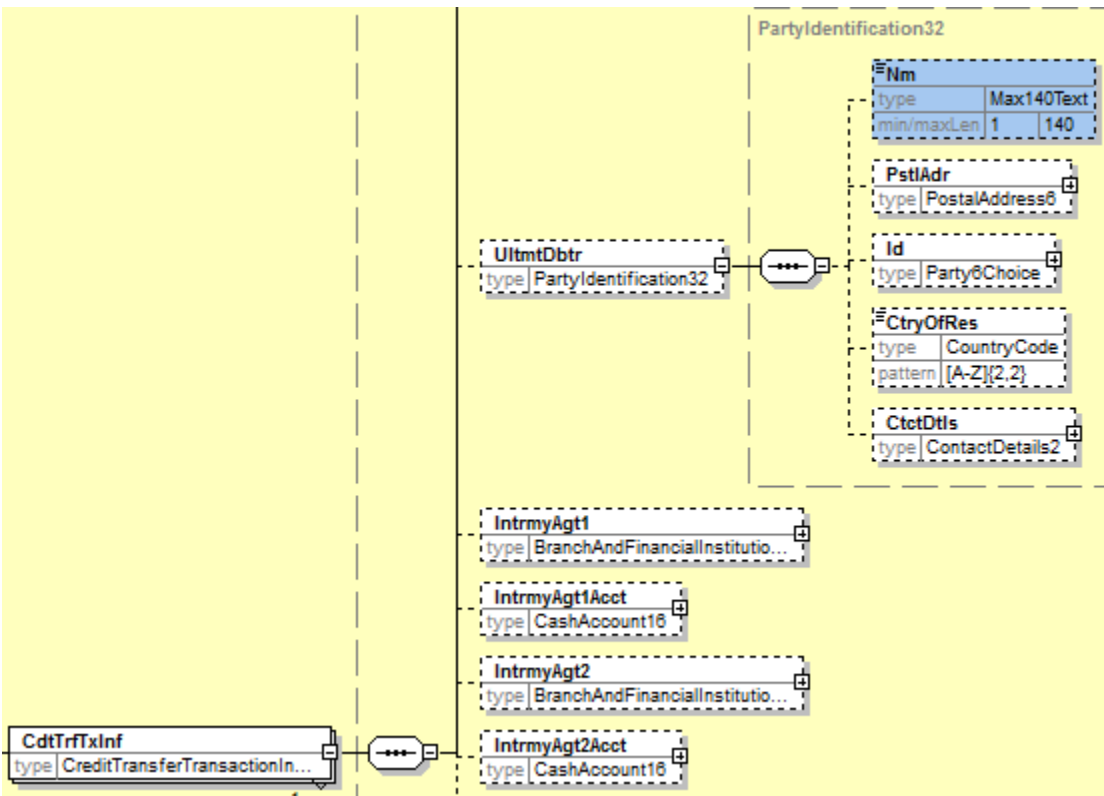 PartyIdentification32
Nm
type Max140Text
min/maxLen 1 140
PstlAdr
type PostalAddress6
UltmtDbtr
type PartyIdentification32
Id
type Party6Choice
CtryOfRes
type CountryCode
pattern [A-Z]{2,2}
CtctDtls
type ContactDetails2
IntrmyAgt1
type BranchAndFinancialInstitutio...
IntrmyAgt1Acct
type CashAccount16
IntrmyAgt2
type BranchAndFinancialInstitutio...
CdtTrfTxInf
type CreditTransferTransactionIn...
IntrmyAgt2Acct
type CashAccount16